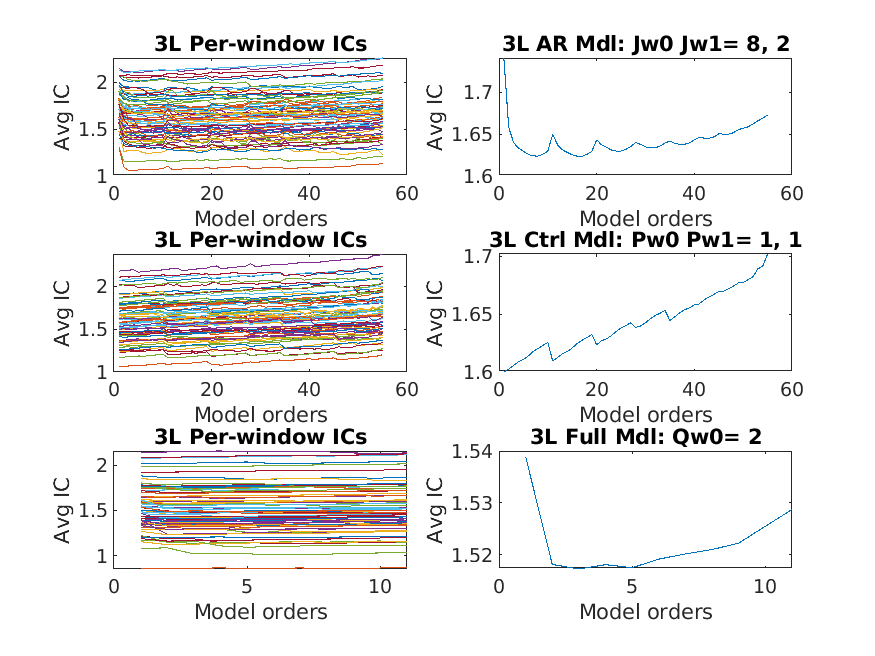 3L Per-window ICs
3L AR Mdl: Jw0 Jw1= 8, 2
Avg IC
2
1.5
1
0
20
40
60
Model orders
Avg IC
1.7
1.65
1.6
0
20
40
60
Model orders
3L Per-window ICs
3L Ctrl Mdl: Pw0 Pw1= 1, 1
Avg IC
2
1.5
1
0
20
40
60
Model orders
Avg IC
1.7
1.65
1.6
0
20
40
60
Model orders
3L Per-window ICs
3L Full Mdl: Qw0= 2
Avg IC
2
1.5
1
0
5
10
Model orders
Avg IC
1.54
1.53
1.52
0
5
10
Model orders